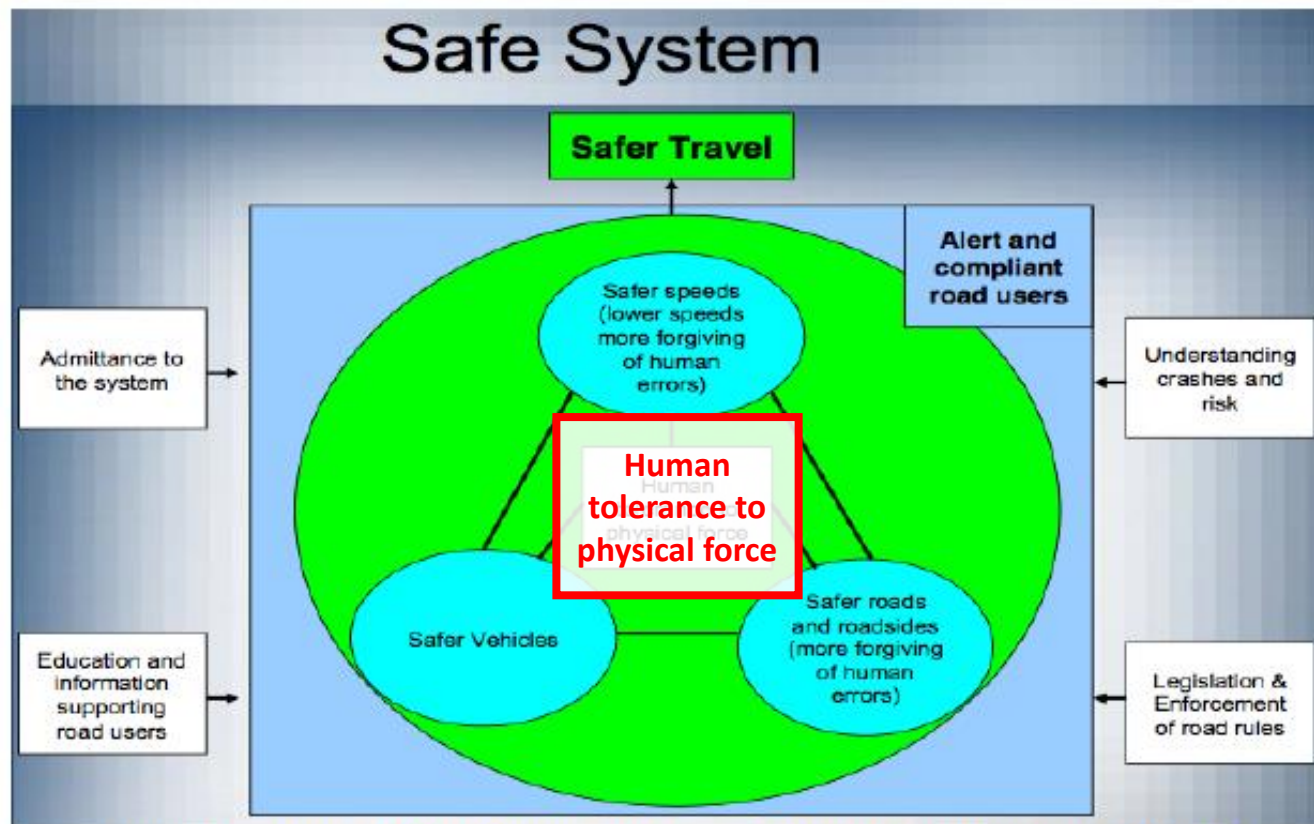 Safe System
Safer Travel
Alert and
compliant
road users
Safer speeds
(lower speeds
more forgiving
of human
errors)
Admittance to
the system
Understanding
crashes and
risk
Human
tolerance to
physical force
Safer Vehicles
Safer roads
and roadsides
(more forgiving
of human
errors)
Education and
information
supporting
road users
Legislation &
Enforcement
of road rules